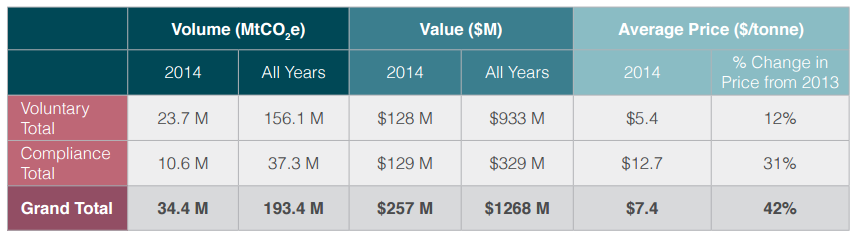 Volume (MtCO₂e) Value ($M) Average Price ($/tonne)
2014 All Years 2014 All Years 2014 % Change in
Price from 2013
Voluntary
Total 23.7 M 156.1 M $128 M $933 M $5.4 12%
Compliance
Total 10.6 M 37.3 M $129 M $329 M $12.7 31%
Grand Total 34.4 M 193.4 M $257 M $1268 M $7.4 42%